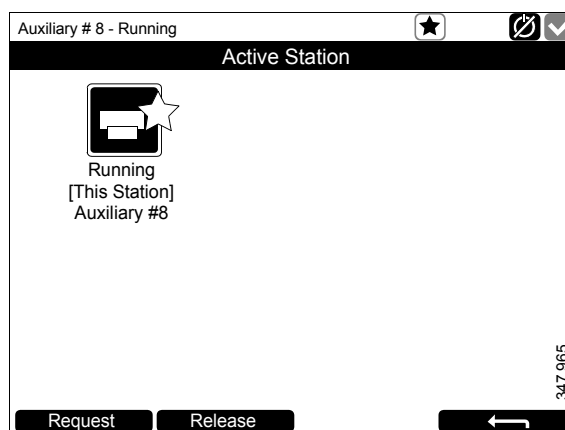 Auxiliary # 8 - Running
Active Station
Running
[This Station]
Auxiliary #8
347 965
Request Release